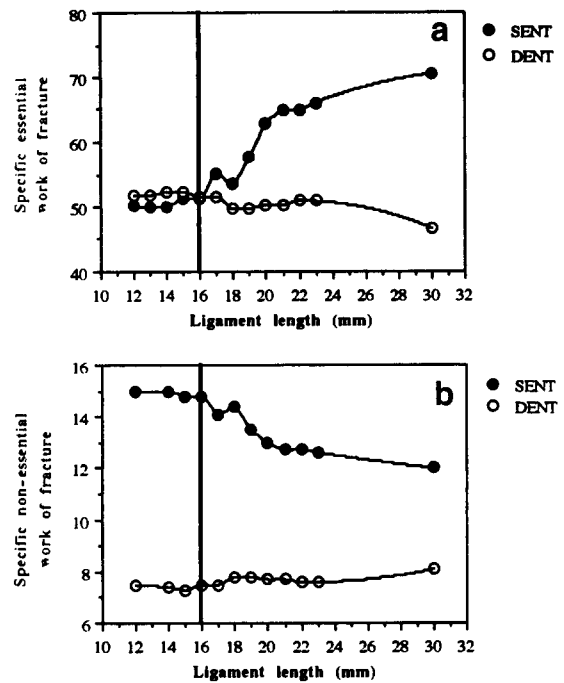 a
SENT
DENT
Specific essential
work of fracture
80
70
60
50
40
10 12 14 16 18 20 22 24 26 28 30 32
Ligament length (mm)
b
SENT
DENT
Specific non-essential
work of fracture
16
14
12
10
8
6
10 12 14 16 18 20 22 24 26 28 30 32
Ligament length (mm)